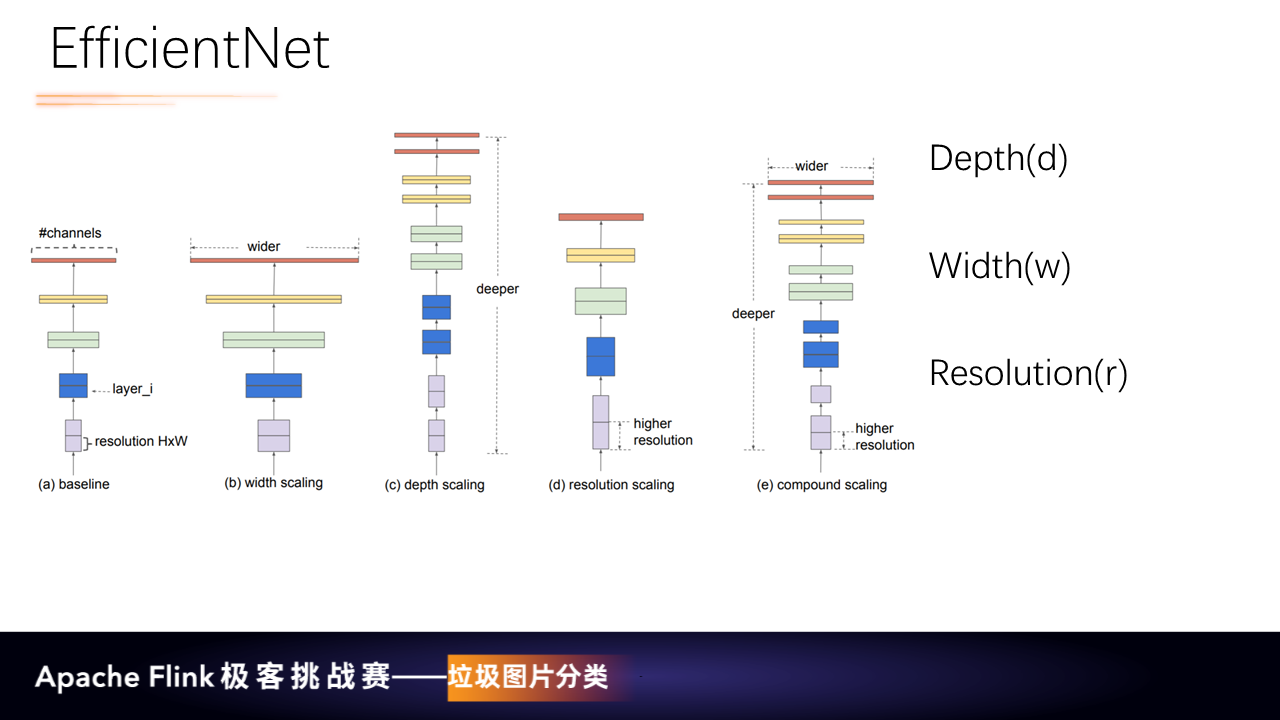 EfficientNet
#channels
layer_i
resolution HxW
(a) baseline
wider
(b) width scaling
deeper
(c) depth scaling
higher
resolution
(d) resolution scaling
wider
deeper
higher
resolution
(e) compound scaling
Depth(d)
Width(w)
Resolution(r)
Apache Flink 极客挑战赛——垃圾图片分类